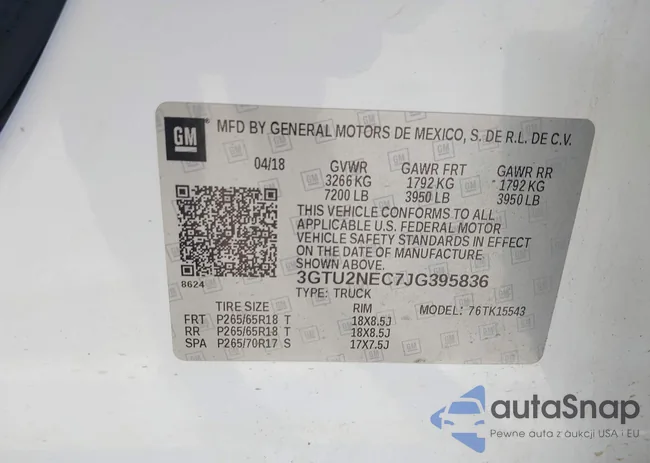 GM MFD BY GENERAL MOTORS DE MEXICO, S. DE R.L. DE C.V.
04/18 GVWR GAWR FRT GAWR RR
3266 KG 1792 KG 1792 KG
7200 LB 3950 LB 3950 LB
THIS VEHICLE CONFORMS TO ALL
APPLICABLE U.S. FEDERAL MOTOR
VEHICLE SAFETY STANDARDS IN EFFECT
ON THE DATE OF MANUFACTURE
SHOWN ABOVE.
8624 3GTU2NEC7JG395836
TYPE: TRUCK
TIRE SIZE RIM MODEL: 76TK15543
FRT P265/65R18 T 18X8.5J
RR P265/65R18 T 18X8.5J
SPA P265/70R17 S 17X7.5J
autaSnap
Pewne auta z aukcji USA i EU